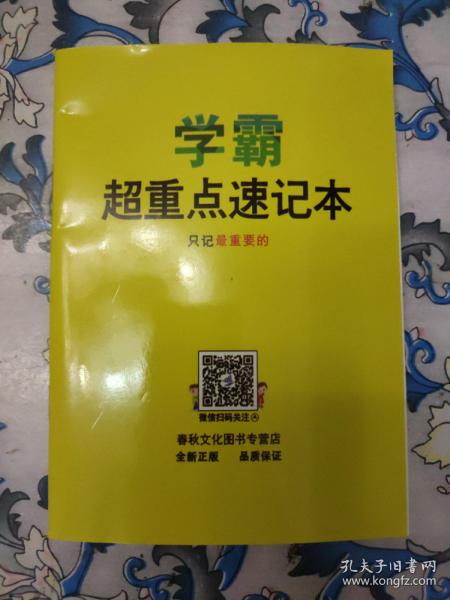 学霸
超重点速记本
只记最重要的
微信扫码关注
春秋文化图书专营店
全新正版 品质保证
孔夫子旧书网
www.kongfz.com